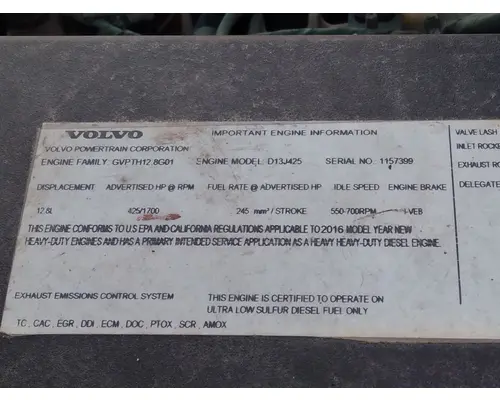 VOLVO
IMPORTANT ENGINE INFORMATION
VOLVO POWERTRAIN CORPORATION
ENGINE FAMILY: GVPTH12.8G01 ENGINE MODEL: D13J425 SERIAL NO.: 1157399
DISPLACEMENT ADVERTISED HP @ RPM FUEL RATE @ ADVERTISED HP IDLE SPEED ENGINE BRAKE
12.8L 425/1700 245 mm³/ STROKE 550-700RPM I-VEB
THIS ENGINE CONFORMS TO U.S EPA AND CALIFORNIA REGULATIONS APPLICABLE TO 2016 MODEL YEAR NEW
HEAVY-DUTY ENGINES AND HAS A PRIMARY INTENDED SERVICE APPLICATION AS A HEAVY HEAVY-DUTY DIESEL ENGINE.
EXHAUST EMISSIONS CONTROL SYSTEM
THIS ENGINE IS CERTIFIED TO OPERATE ON
ULTRA LOW SULFUR DIESEL FUEL ONLY
TC , CAC , EGR , DDI , ECM , DOC , PTOX , SCR , AMOX
VALVE LASH
INLET ROCKE
EXHAUST RO
DELEGATE